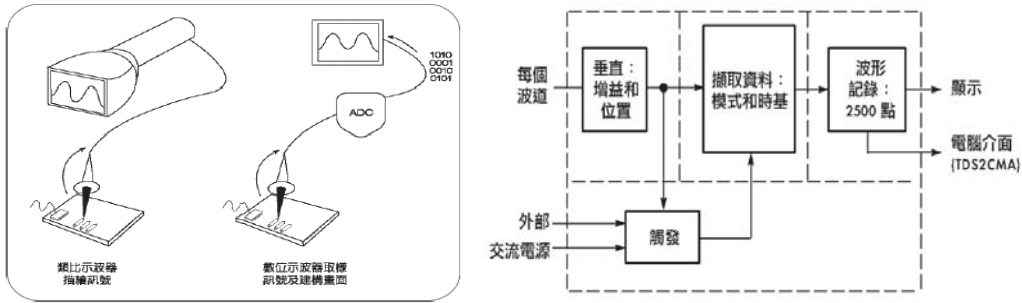 1010
0001
0010
0101
ADC
類比示波器
描繪訊號
數位示波器取樣
訊號及建構畫面
每個
波道
垂直：
增益和
位置
擷取資料：
模式和時基
波形
記錄：
2500 點
顯示
電腦介面
(TDS2CMA)
外部
交流電源
觸發